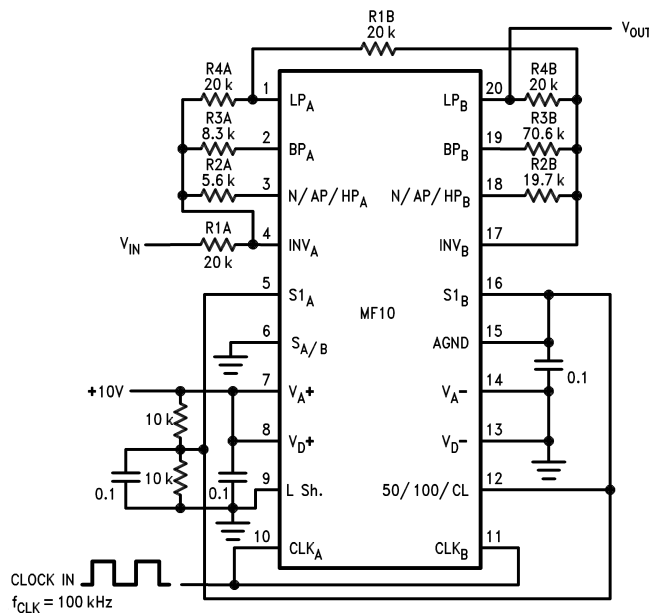 R1B
20 k
V_OUT
R4A
20 k
1
LP_A
20
LP_B
R4B
20 k
R3A
8.3 k
2
BP_A
19
BP_B
R3B
70.6 k
R2A
5.6 k
3
N/AP/HP_A
18
N/AP/HP_B
R2B
19.7 k
V_IN
R1A
20 k
4
INV_A
17
INV_B
5
S1_A
16
S1_B
MF10
6
S_A/B
15
AGND
+10V
7
V_A+
14
V_A−
0.1
10 k
8
V_D+
13
V_D−
10 k
0.1
0.1
9
L Sh.
12
50/100/CL
10
CLK_A
11
CLK_B
CLOCK IN
f_CLK = 100 kHz